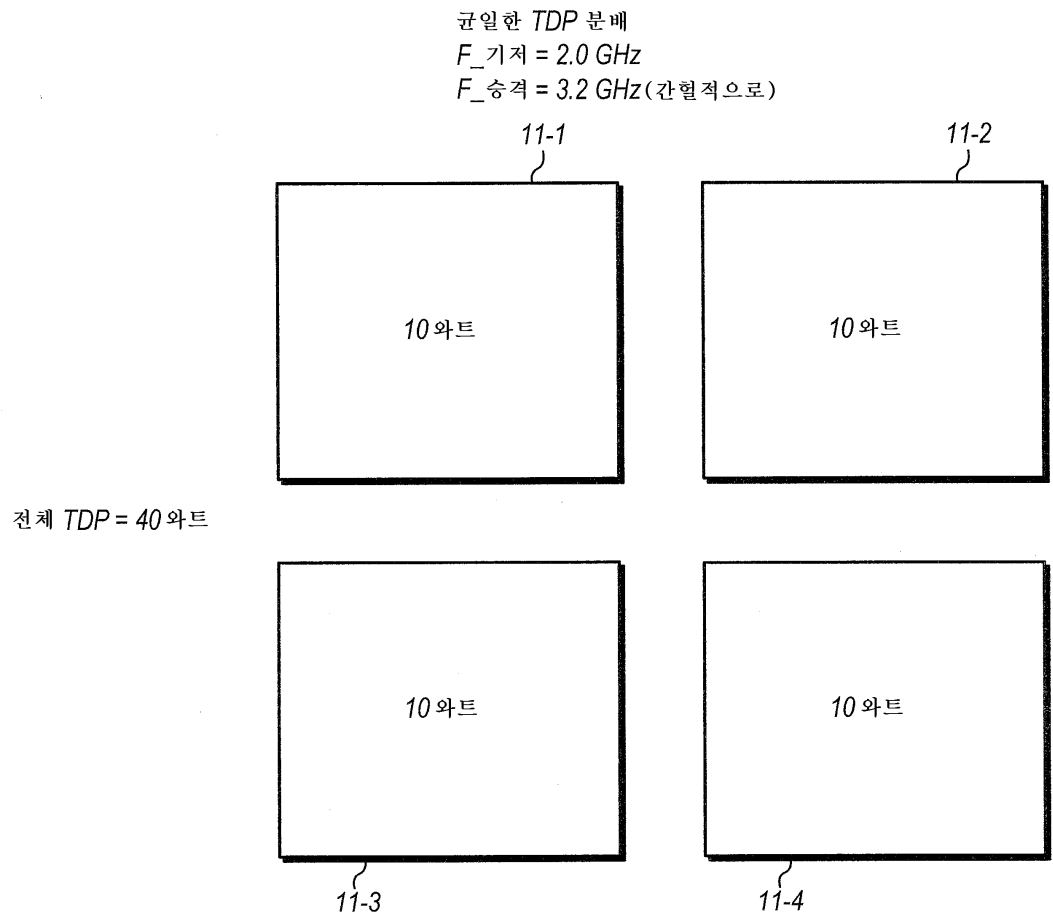 균일한 TDP 분배
F_기저 = 2.0 GHz
F_승격 = 3.2 GHz(간헐적으로)
11-1
11-2
10와트
10와트
전체 TDP = 40와트
10와트
10와트
11-3
11-4